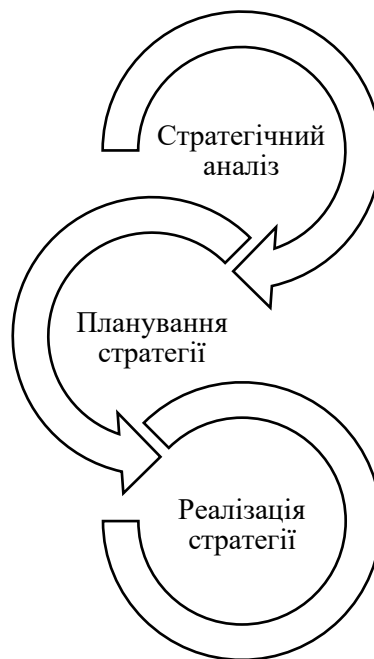 Стратегічний
аналіз
Планування
стратегії
Реалізація
стратегії